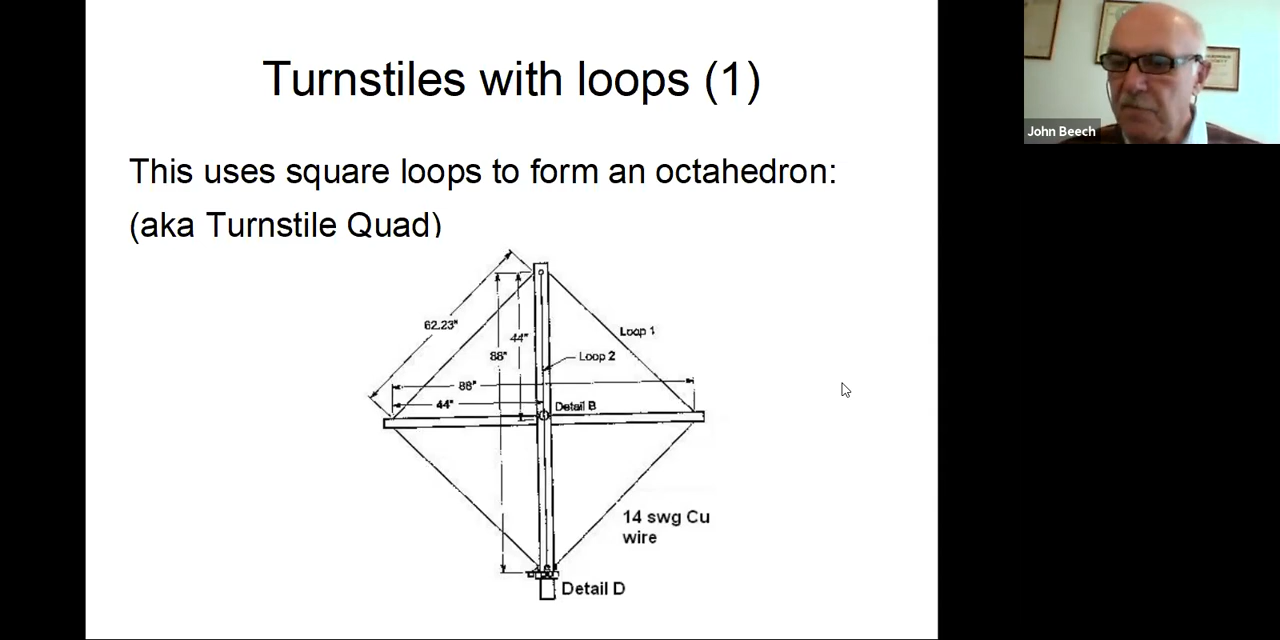 Turnstiles with loops (1)
John Beech
This uses square loops to form an octahedron:
(aka Turnstile Quad)
62.23"
44"
Loop 1
88"
Loop 2
88"
44"
Detail B
14 swg Cu
wire
Detail D